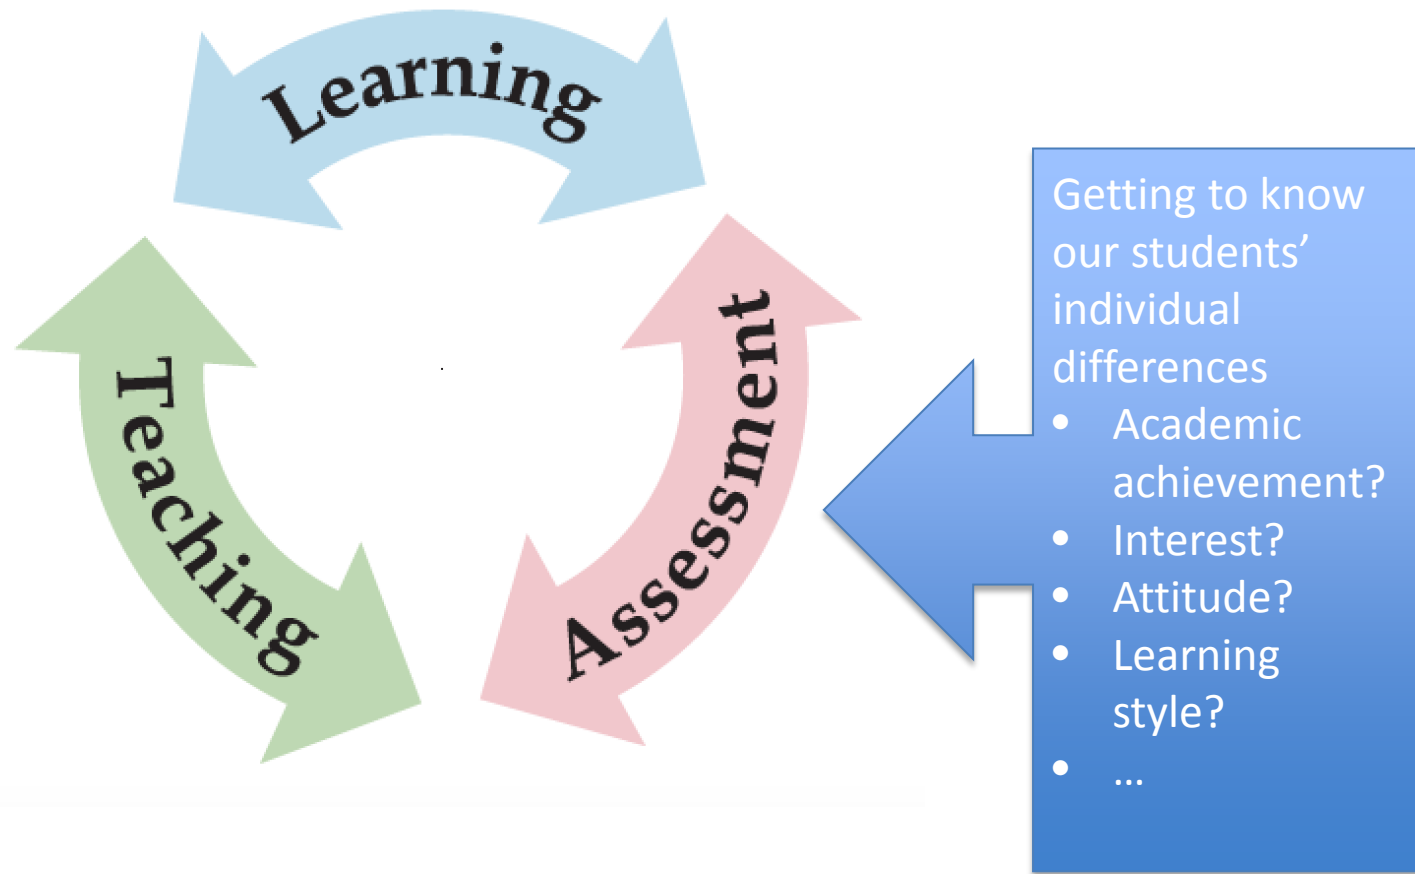 Learning
Teaching
Assessment
Getting to know
our students’
individual
differences
• Academic
achievement?
• Interest?
• Attitude?
• Learning
style?
• …